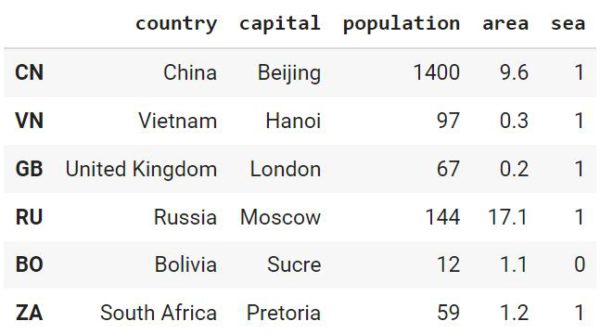 country capital population area sea
CN China Beijing 1400 9.6 1
VN Vietnam Hanoi 97 0.3 1
GB United Kingdom London 67 0.2 1
RU Russia Moscow 144 17.1 1
BO Bolivia Sucre 12 1.1 0
ZA South Africa Pretoria 59 1.2 1